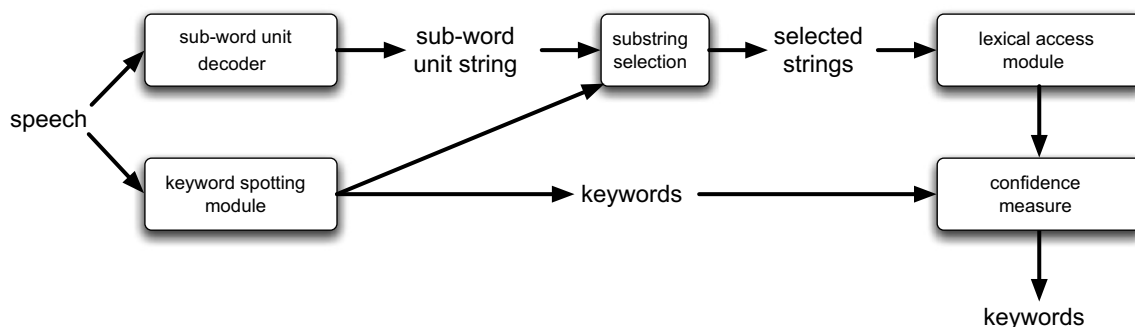 sub-word unit
decoder
sub-word
unit string
substring
selection
selected
strings
lexical access
module
speech
keyword spotting
module
keywords
confidence
measure
keywords